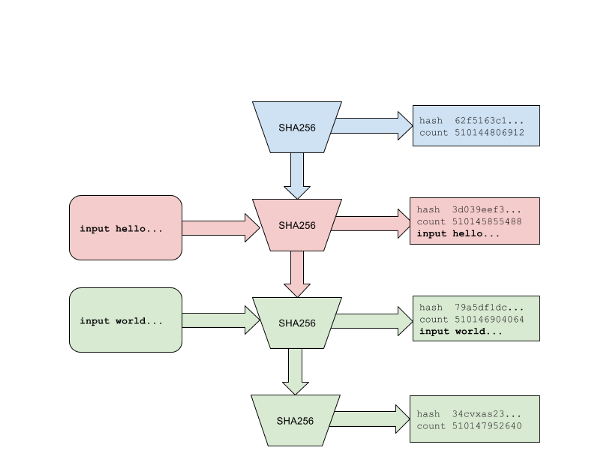 SHA256
hash 62f5163c1...
count 510144806912
input hello...
SHA256
hash 3d039eef3...
count 510145855488
input hello...
input world...
SHA256
hash 79a5df1dc...
count 510146904064
input world...
SHA256
hash 34cvxas23...
count 510147952640